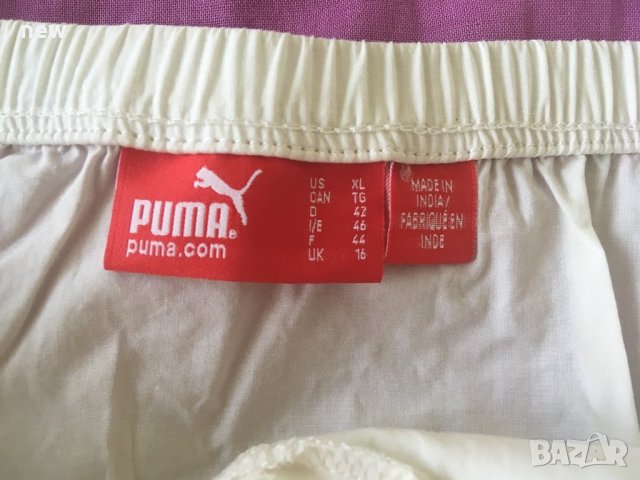 new
PUMA®
puma.com
US XL
CAN TG
D 42
I/E 46
F 44
UK 16
MADE IN
INDIA/
FABRIQUÉ EN
INDE
BAZAR